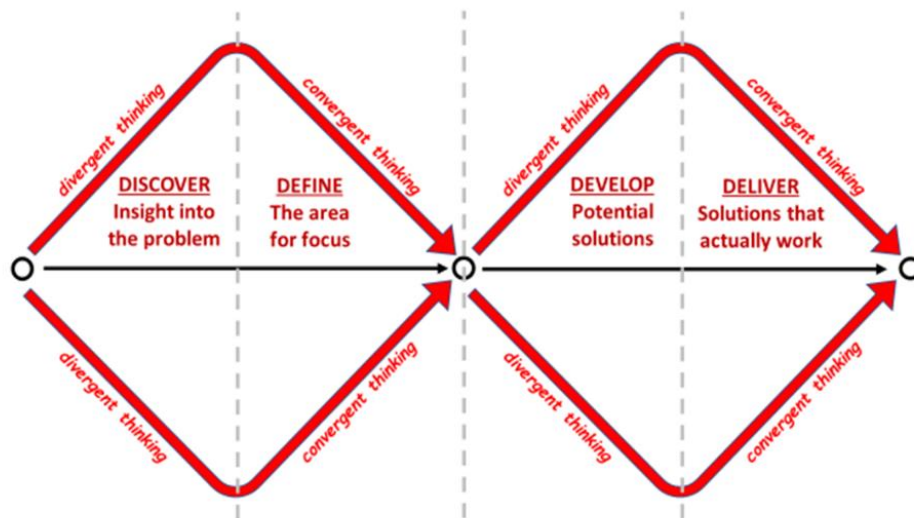 divergent thinking
convergent thinking
divergent thinking
convergent thinking
DISCOVER
Insight into
the problem
DEFINE
The area
for focus
DEVELOP
Potential
solutions
DELIVER
Solutions that
actually work
divergent thinking
convergent thinking
divergent thinking
convergent thinking